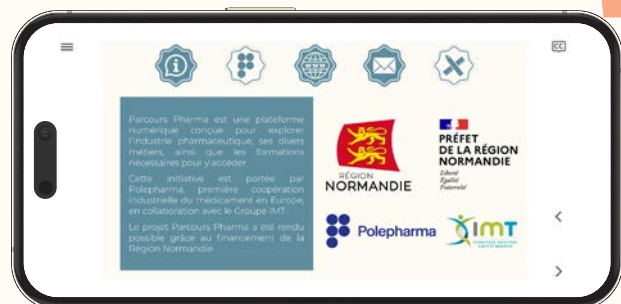 CC
Parcours Pharma est une plateforme
numérique conçue pour explorer
l'industrie pharmaceutique, ses divers
métiers, ainsi que les formations
nécessaires pour y accéder.
Cette initiative est portée par
Polepharma, première coopération
industrielle du médicament en Europe,
en collaboration avec le Groupe IMT.
Le projet Parcours Pharma a été rendu
possible grâce au financement de la
Région Normandie.
RÉGION
NORMANDIE
PRÉFET
DE LA RÉGION
NORMANDIE
Liberté
Égalité
Fraternité
Polepharma
IMT